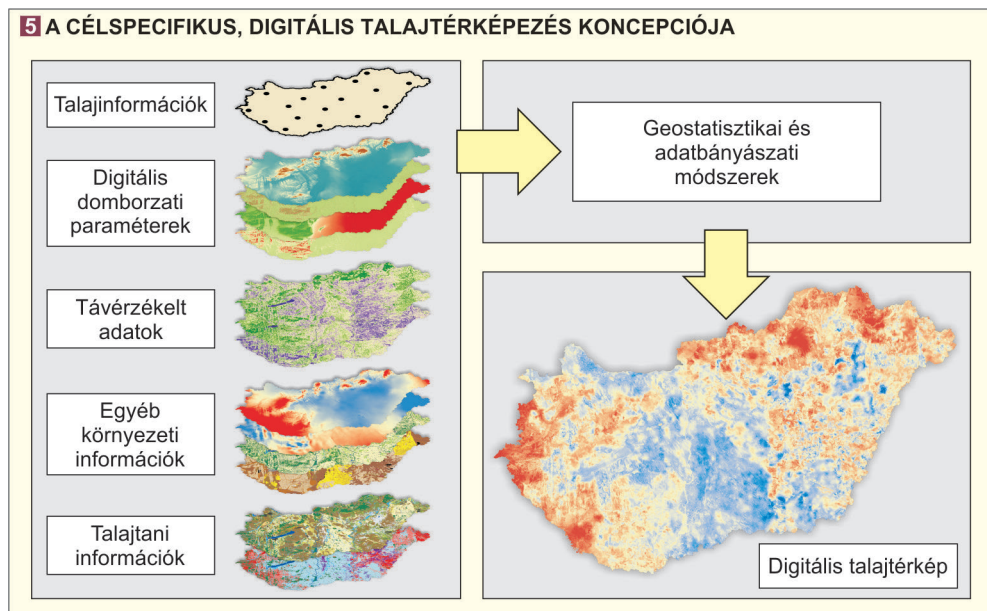 5 A CÉLSPECIFIKUS, DIGITÁLIS TALAJTÉRKÉPEZÉS KONCEPCIÓJA
Talajinformációk
Digitális
domborzati
paraméterek
Távérzékelt
adatok
Egyéb
környezeti
információk
Talajtani
információk
Geostatisztikai és
adatbányászati
módszerek
Digitális talajtérkép